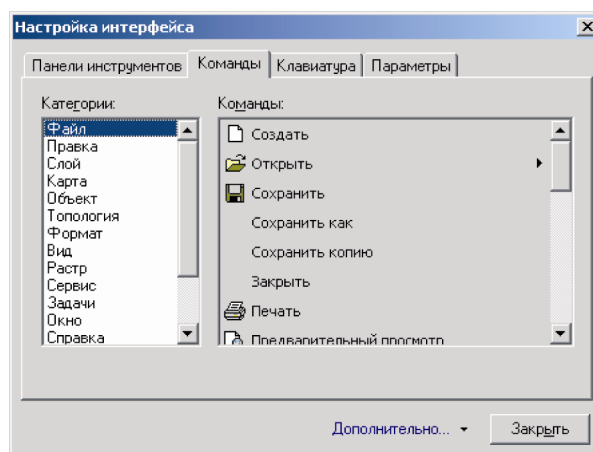 Настройка интерфейса
Панели инструментов Команды Клавиатура Параметры
Категории:
Файл
Правка
Слой
Карта
Объект
Топология
Формат
Вид
Растр
Сервис
Задачи
Окно
Справка
Команды:
Создать
Открыть
Сохранить
Сохранить как
Сохранить копию
Закрыть
Печать
Предварительный просмотр
Дополнительно...
Закрыть